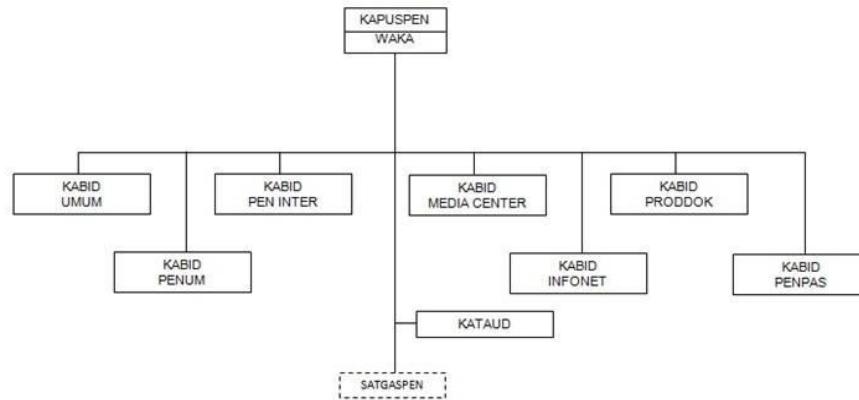 KAPUSPEN
WAKA
KABID
UMUM
KABID
PEN INTER
KABID
MEDIA CENTER
KABID
PRODDOK
KABID
PENUM
KABID
INFONET
KABID
PENPAS
KATAUD
SATGASPEN